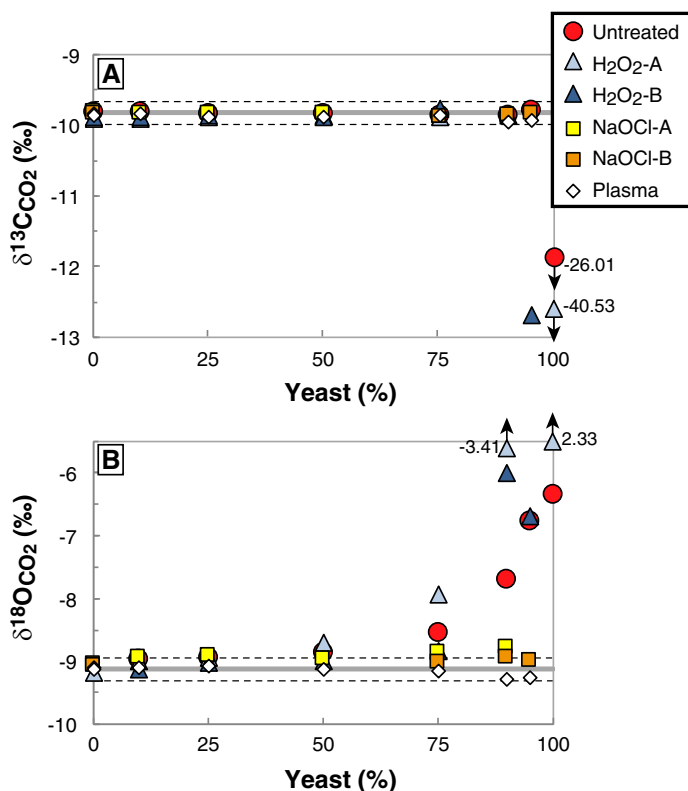 Untreated
H2O2-A
H2O2-B
NaOCl-A
NaOCl-B
Plasma
A
δ13CCO2 (‰)
-9
-10
-11
-12
-13
-26.01
-40.53
0
25
50
75
100
Yeast (%)
B
δ18OCO2 (‰)
-3.41
2.33
-6
-7
-8
-9
-10
0
25
50
75
100
Yeast (%)